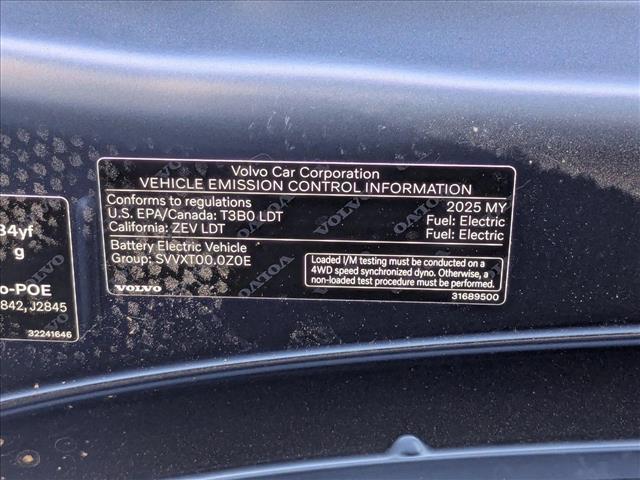 Volvo Car Corporation
VEHICLE EMISSION CONTROL INFORMATION
Conforms to regulations 2025 MY
U.S. EPA/Canada: T3B0 LDT Fuel: Electric
California: ZEV LDT Fuel: Electric
Battery Electric Vehicle
Group: SVVXT00.0Z0E
Loaded I/M testing must be conducted on a
4WD speed synchronized dyno. Otherwise, a
non-loaded test procedure must be performed.
VOLVO 31689500
34yf
g
o-POE
842, J2845
32241646